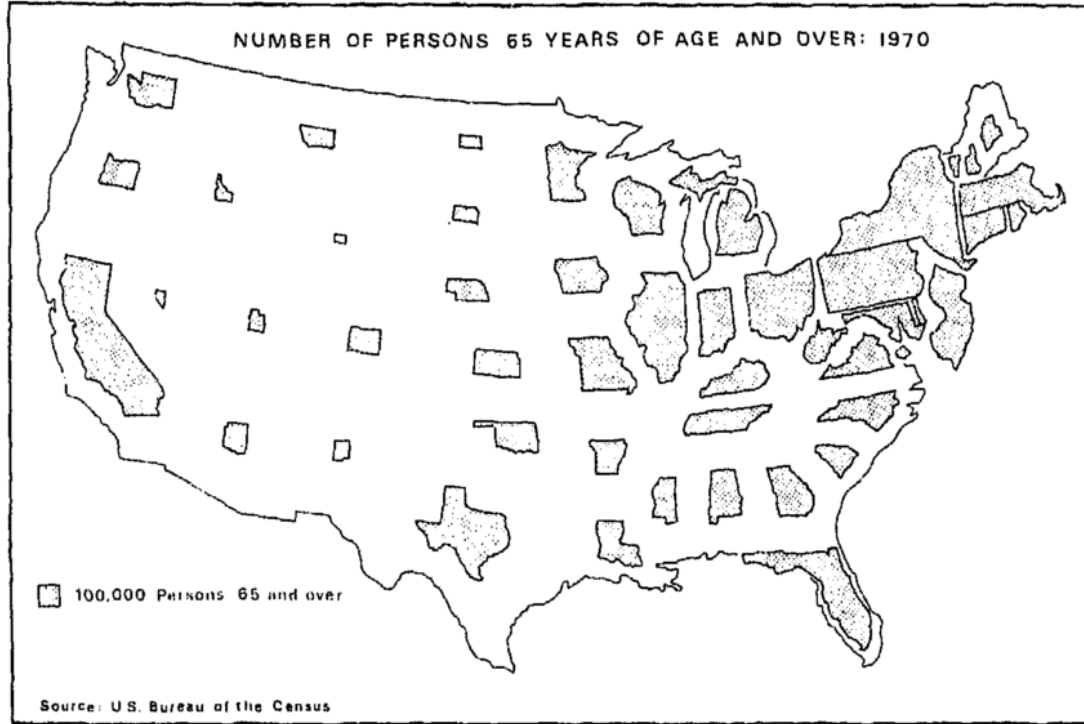 NUMBER OF PERSONS 65 YEARS OF AGE AND OVER: 1970
100,000 Persons 65 and over
Source: U.S. Bureau of the Census